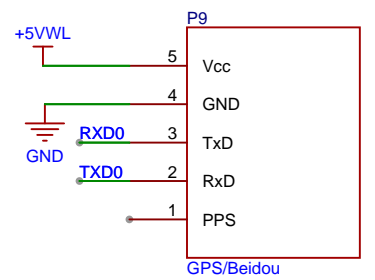 P9
+5VWL
5 Vcc
4 GND
GND
RXD0 3 TxD
TXD0 2 RxD
1 PPS
GPS/Beidou